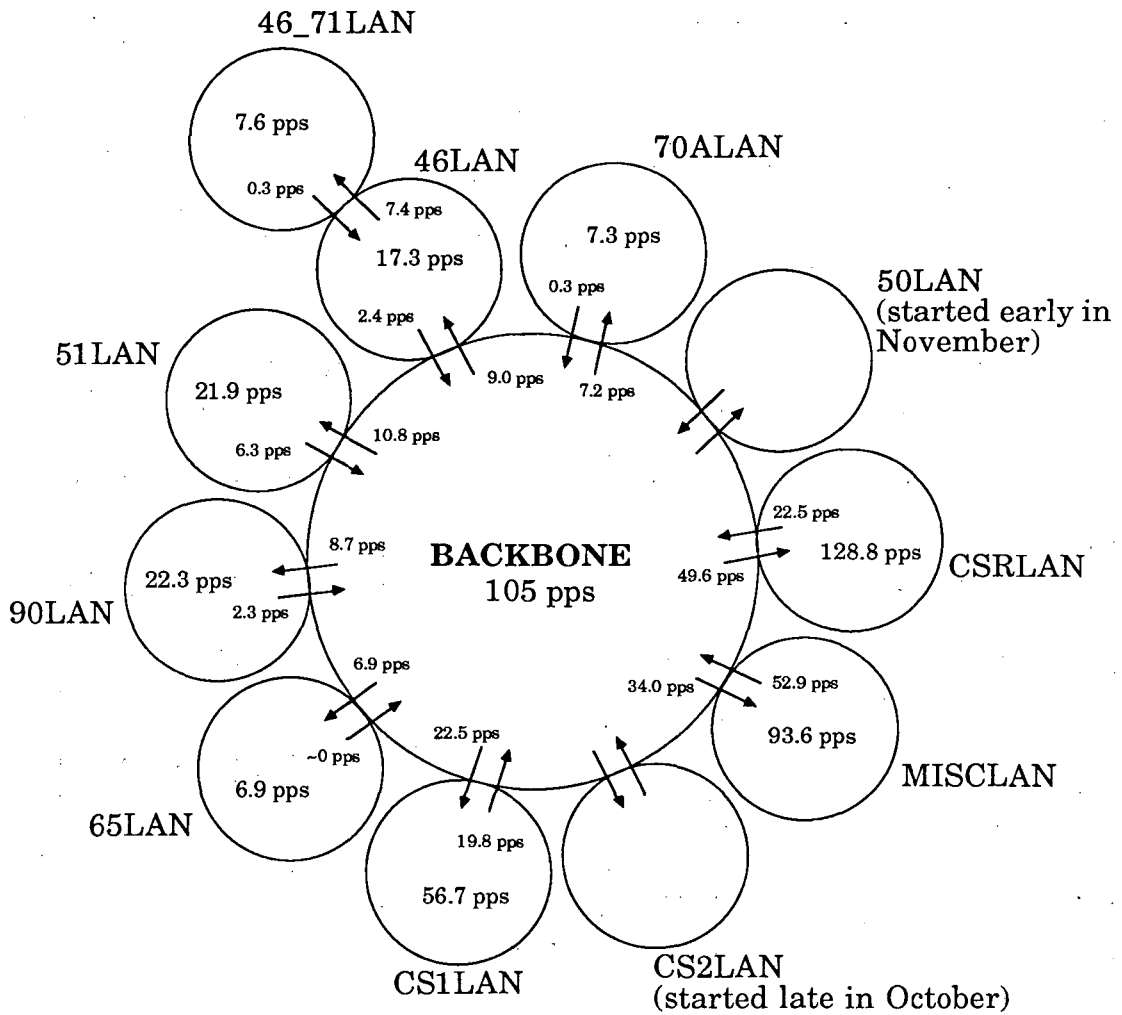 46_71LAN
7.6 pps
0.3 pps
7.4 pps
46LAN
17.3 pps
2.4 pps
9.0 pps
70ALAN
7.3 pps
0.3 pps
7.2 pps
50LAN
(started early in
November)
51LAN
21.9 pps
6.3 pps
10.8 pps
BACKBONE
105 pps
22.5 pps
128.8 pps
49.6 pps
CSRLAN
8.7 pps
22.3 pps
2.3 pps
90LAN
6.9 pps
~0 pps
6.9 pps
65LAN
34.0 pps
52.9 pps
93.6 pps
MISCLAN
22.5 pps
19.8 pps
56.7 pps
CS1LAN
CS2LAN
(started late in October)